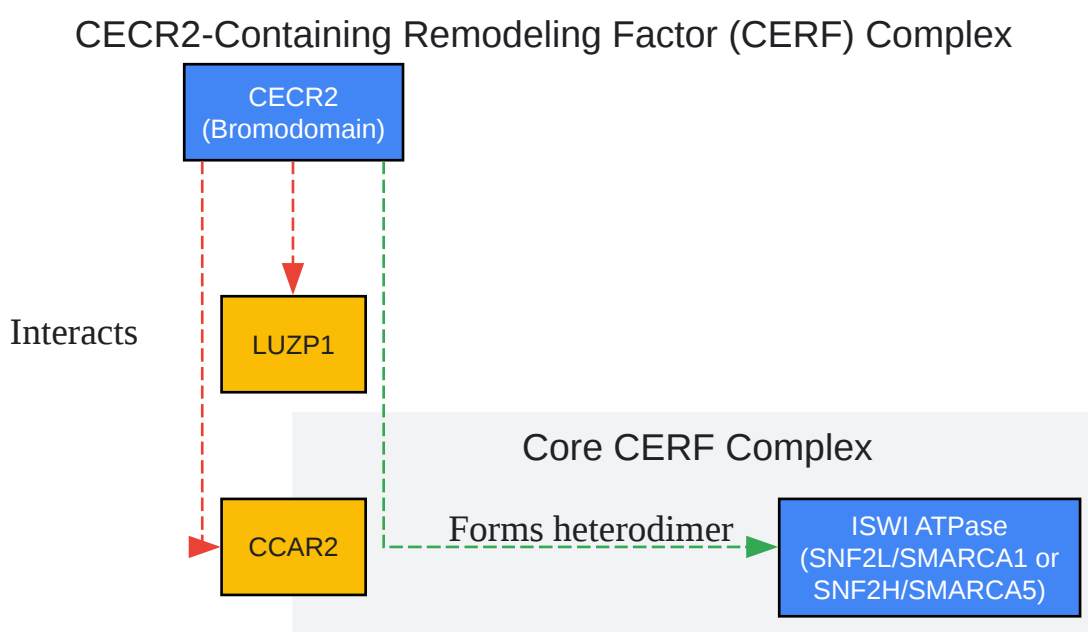 CECR2-Containing Remodeling Factor (CERF) Complex
CECR2
(Bromodomain)
Interacts
LUZP1
Core CERF Complex
CCAR2
Forms heterodimer
ISWI ATPase
(SNF2L/SMARCA1 or
SNF2H/SMARCA5)